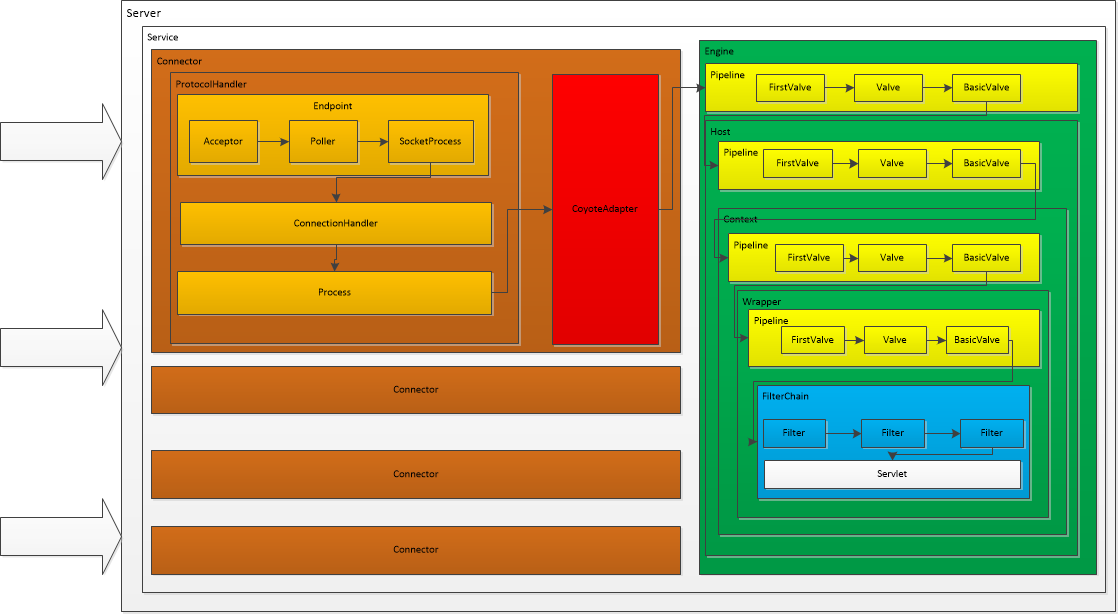 Server
Service
Connector
ProtocolHandler
Endpoint
Acceptor
Poller
SocketProcess
ConnectionHandler
Process
CoyoteAdapter
Connector
Connector
Connector
Engine
Pipeline
FirstValve
Valve
BasicValve
Host
Pipeline
FirstValve
Valve
BasicValve
Context
Pipeline
FirstValve
Valve
BasicValve
Wrapper
Pipeline
FirstValve
Valve
BasicValve
FilterChain
Filter
Filter
Filter
Servlet